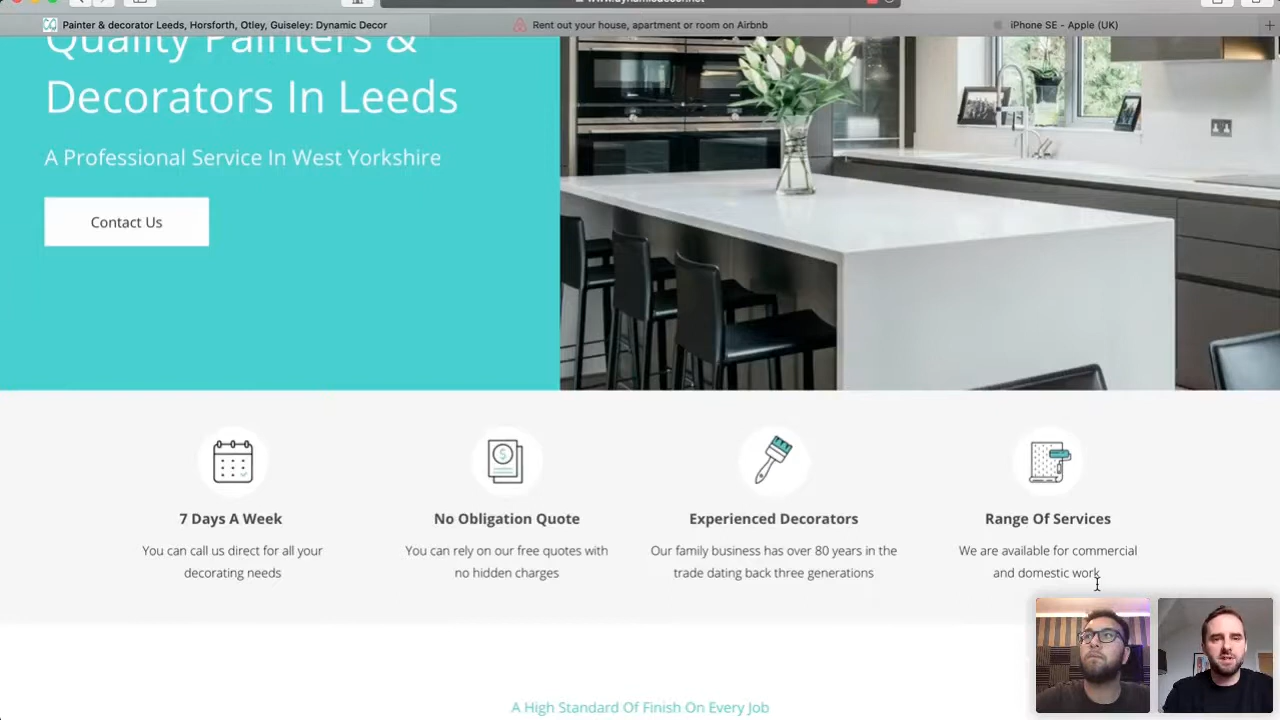 www.dynamicdecor.net
Painter & decorator Leeds, Horsforth, Otley, Guiseley: Dynamic Decor
Rent out your house, apartment or room on Airbnb
iPhone SE - Apple (UK)
Quality Painters &
Decorators In Leeds
A Professional Service In West Yorkshire
Contact Us
7 Days A Week
You can call us direct for all your
decorating needs
No Obligation Quote
You can rely on our free quotes with
no hidden charges
Experienced Decorators
Our family business has over 80 years in the
trade dating back three generations
Range Of Services
We are available for commercial
and domestic work
A High Standard Of Finish On Every Job